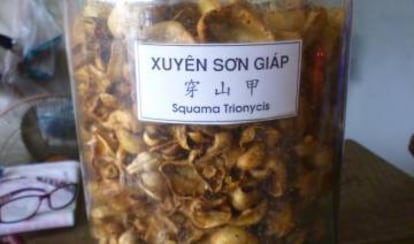 XUYÊN SƠN GIÁP
穿山甲
Squama Trionycis